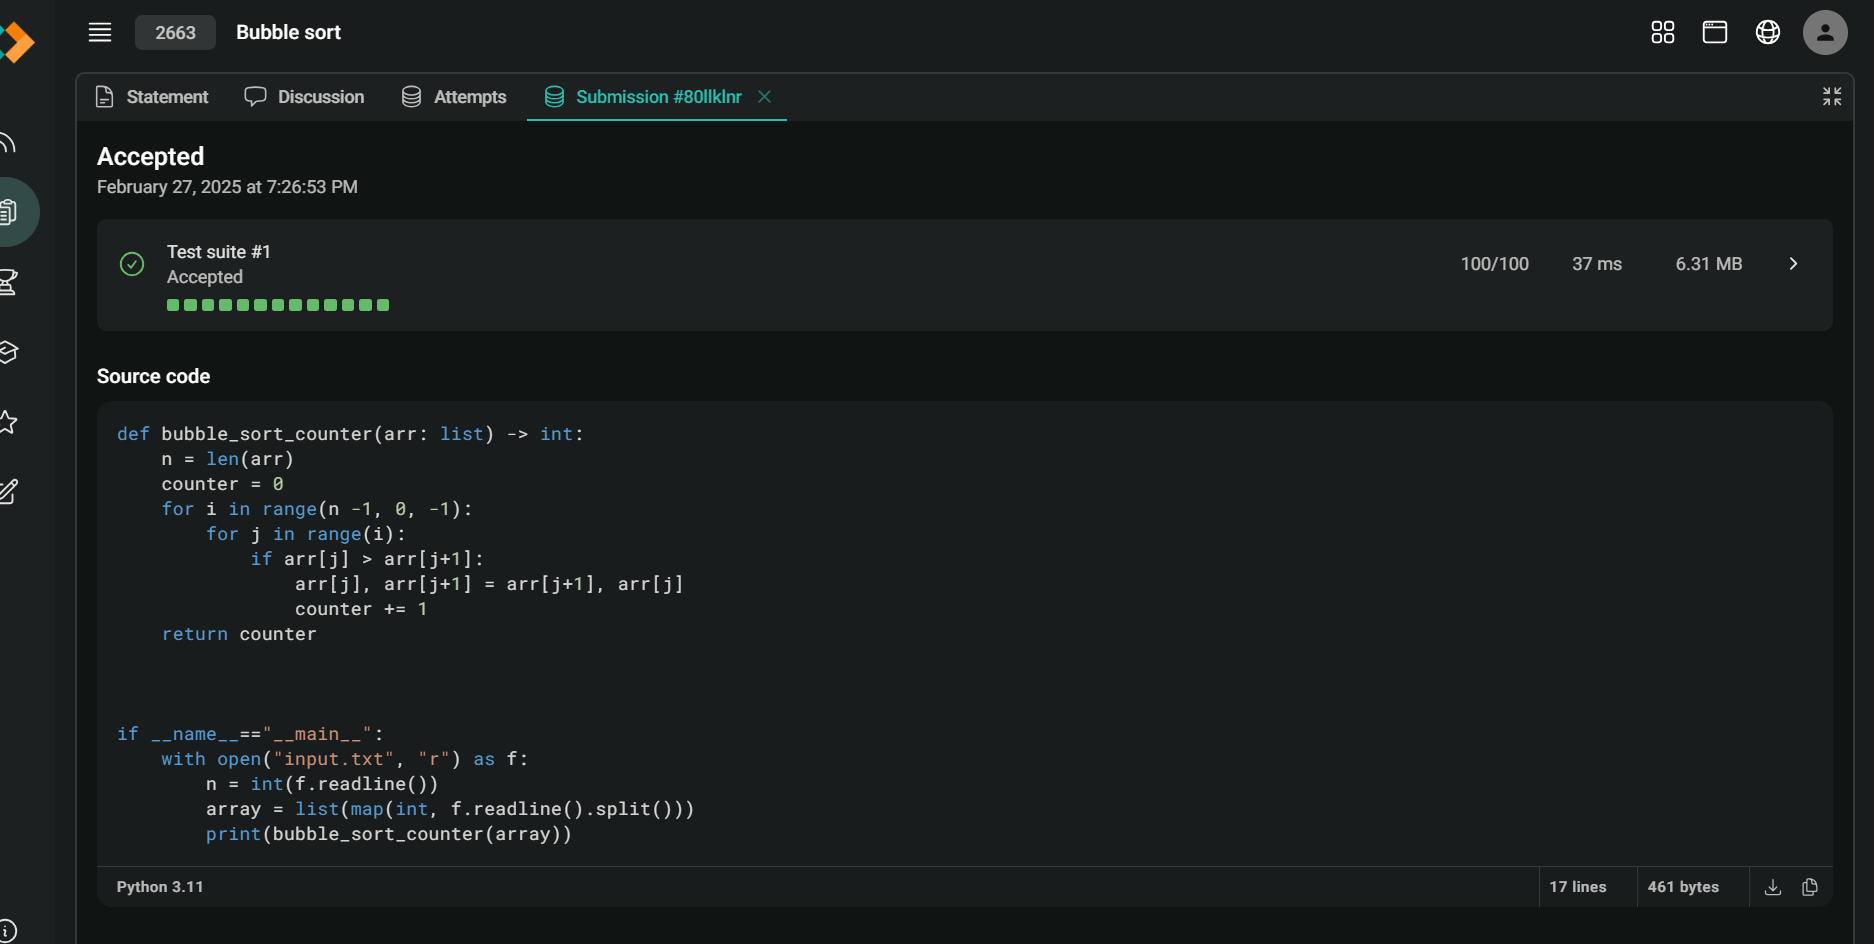 2663 Bubble sort
Statement Discussion Attempts Submission #80llklnr
Accepted
February 27, 2025 at 7:26:53 PM
Test suite #1
Accepted
100/100 37 ms 6.31 MB
Source code
def bubble_sort_counter(arr: list) -> int:
    n = len(arr)
    counter = 0
    for i in range(n -1, 0, -1):
        for j in range(i):
            if arr[j] > arr[j+1]:
                arr[j], arr[j+1] = arr[j+1], arr[j]
                counter += 1
    return counter
if __name__=="__main__":
    with open("input.txt", "r") as f:
        n = int(f.readline())
        array = list(map(int, f.readline().split()))
        print(bubble_sort_counter(array))
Python 3.11 17 lines 461 bytes